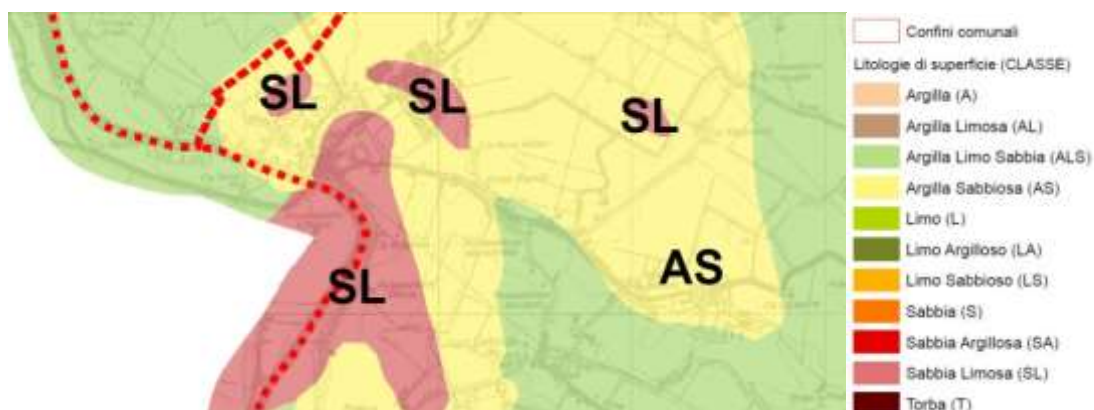 SL
SL
SL
AS
SL
Confini comunali
Litologie di superficie (CLASSE)
Argilla (A)
Argilla Limosa (AL)
Argilla Limo Sabbia (ALS)
Argilla Sabbiosa (AS)
Limo (L)
Limo Argilloso (LA)
Limo Sabbioso (LS)
Sabbia (S)
Sabbia Argillosa (SA)
Sabbia Limosa (SL)
Torba (T)